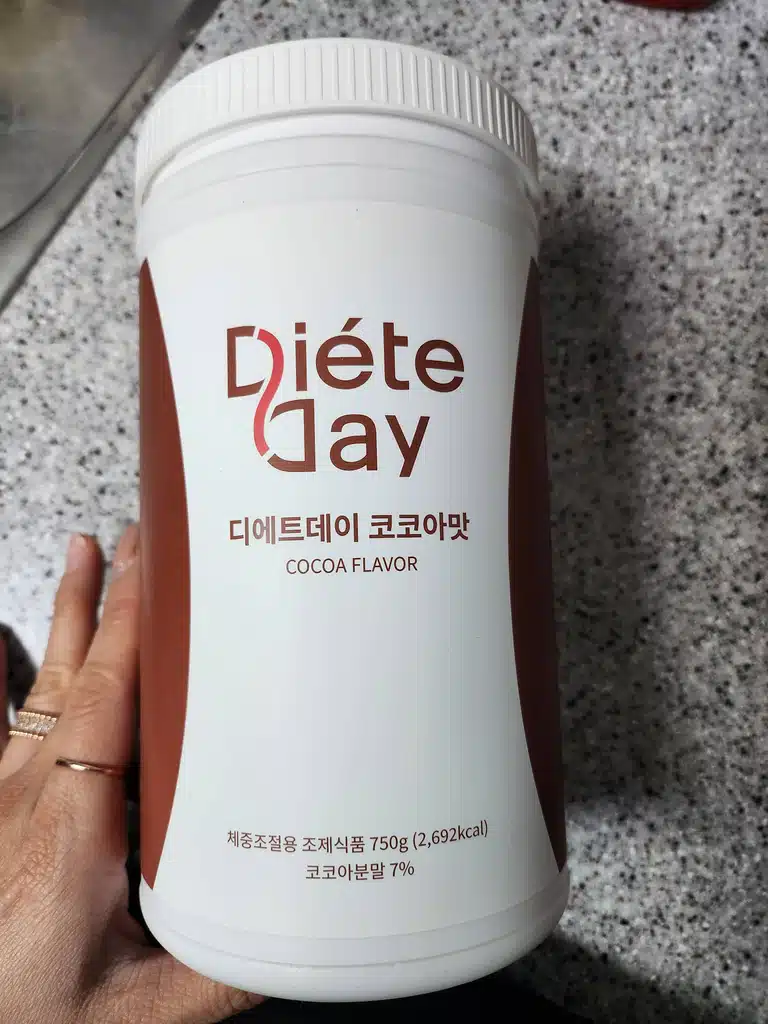 Diéte
Day
디에트데이 코코아맛
COCOA FLAVOR
체중조절용 조제식품 750g (2,692kcal)
코코아분말 7%